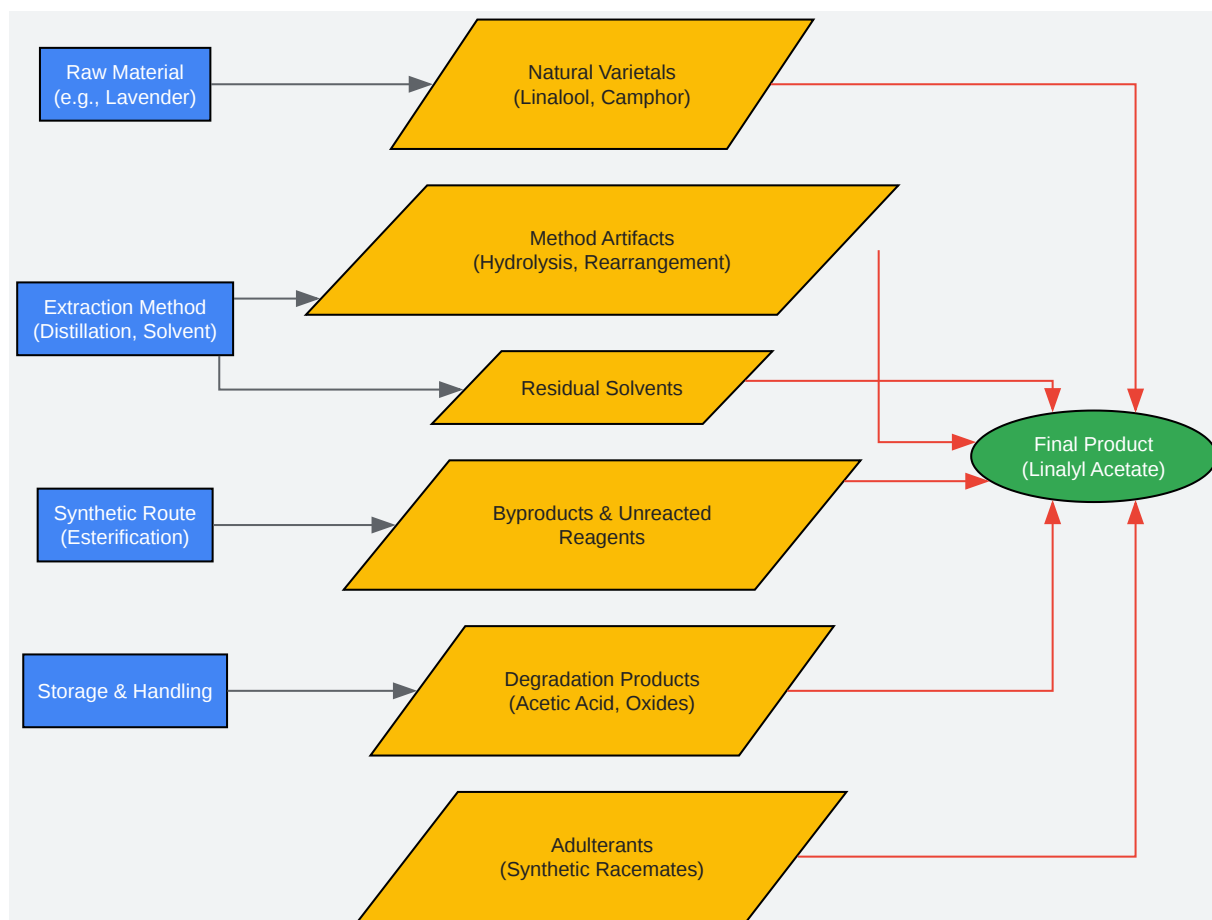 Raw Material
(e.g., Lavender)
Natural Varietals
(Linalool, Camphor)
Method Artifacts
(Hydrolysis, Rearrangement)
Extraction Method
(Distillation, Solvent)
Residual Solvents
Final Product
(Linalyl Acetate)
Synthetic Route
(Esterification)
Byproducts & Unreacted
Reagents
Storage & Handling
Degradation Products
(Acetic Acid, Oxides)
Adulterants
(Synthetic Racemates)